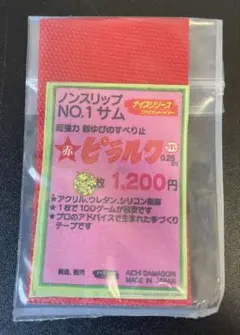 ノンスリップ
ナイスシリーズ
NO.1 サム
超強力 親ゆびのすべり止
★赤 ピラルク
0.25
枚 1,200円
★アクリル、ウレタン、シリコン樹脂
★1枚で100ゲームが目安です
★プロのアドバイスで生まれた手づくり
テープです
製造、販売
AICHI DAMAGORI
MADE IN JAPAN